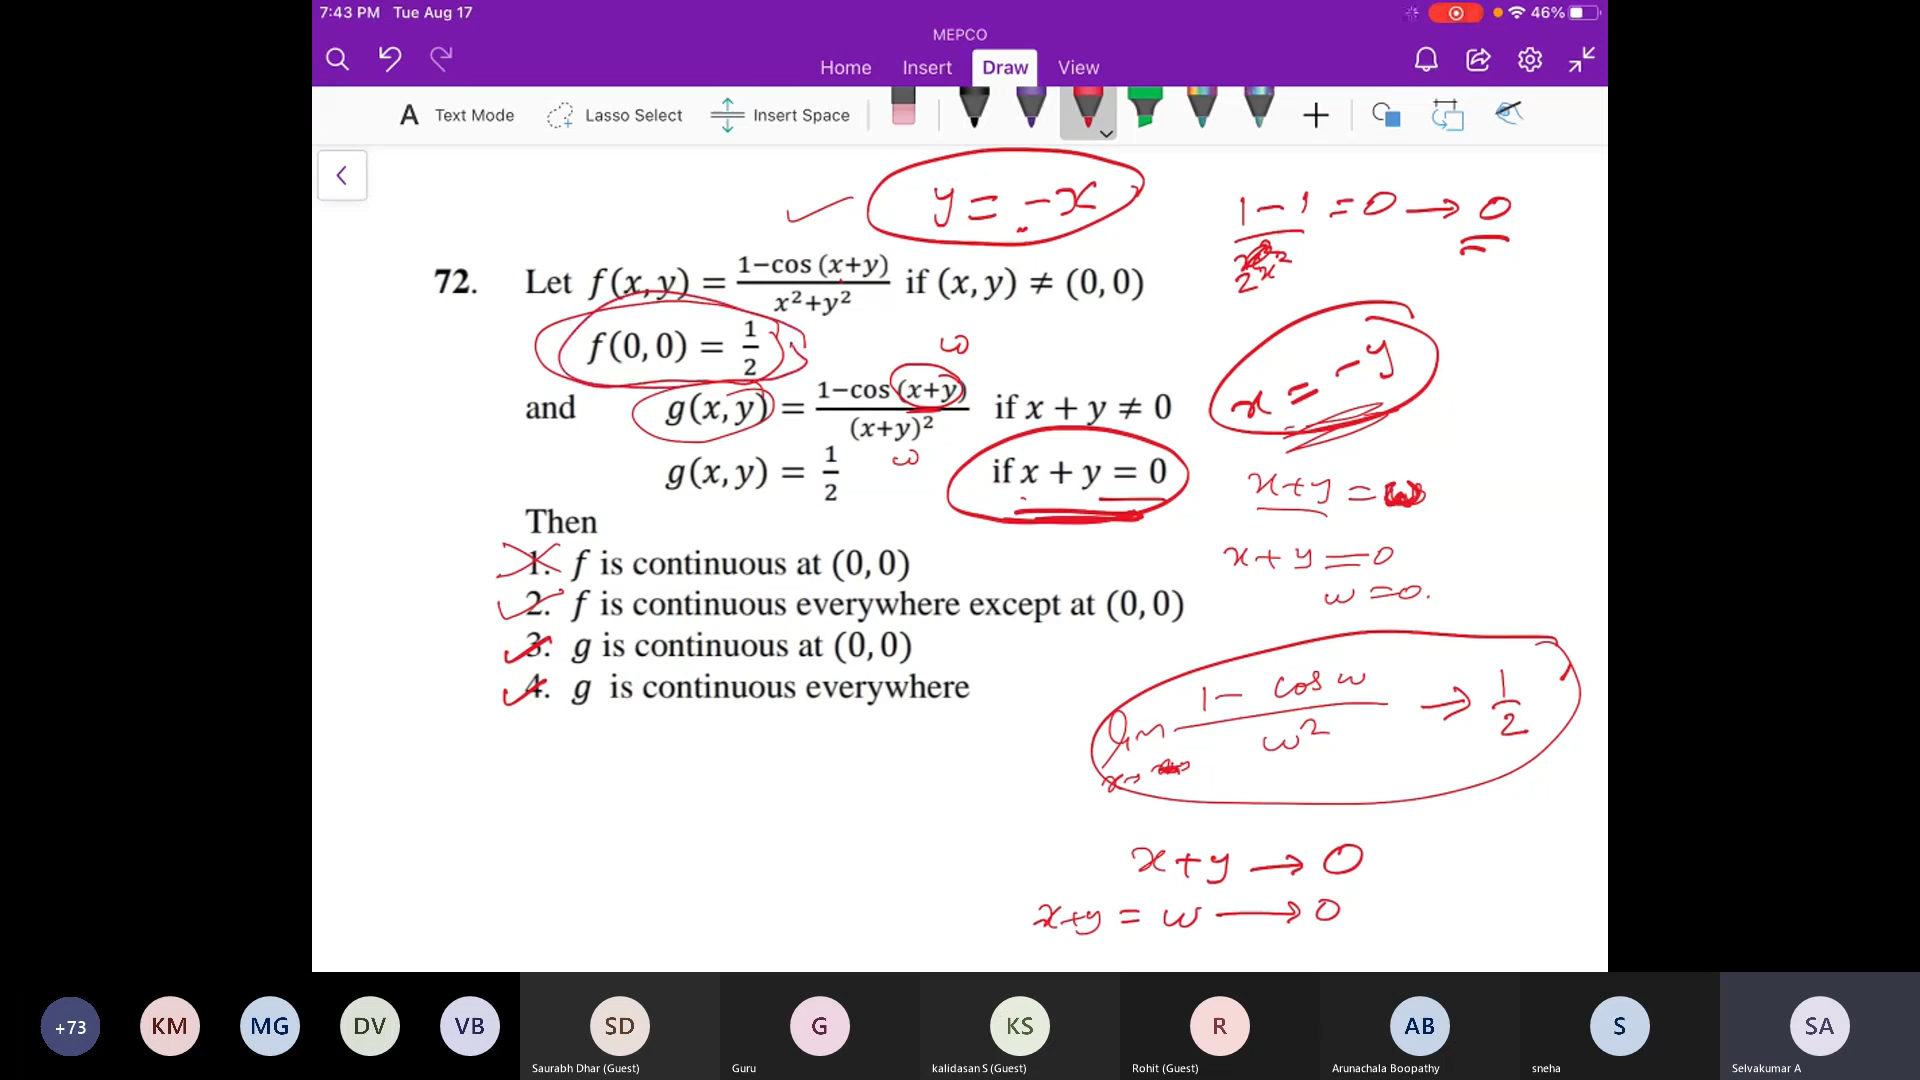 7:43 PM Tue Aug 17
46%
MEPCO
Home Insert Draw View
A Text Mode Lasso Select Insert Space
y = -x
1 - 1 = 0 → 0
2x²
72. Let f(x, y) = 1−cos (x+y) / x²+y² if (x, y) ≠ (0, 0)
f(0, 0) = 1/2
x = -y
ω
and g(x, y) = 1−cos (x+y) / (x+y)² if x + y ≠ 0
ω
g(x, y) = 1/2 if x + y = 0
x+y = ω
Then
1. f is continuous at (0, 0)
x + y = 0
2. f is continuous everywhere except at (0, 0)
ω = 0.
3. g is continuous at (0, 0)
4. g is continuous everywhere
lim 1 - cos ω / ω² → 1/2
x→
x+y → 0
x+y = ω → 0
+73 KM MG DV VB SD G KS R AB S SA
Saurabh Dhar (Guest) Guru kalidasan S (Guest) Rohit (Guest) Arunachala Boopathy sneha Selvakumar A